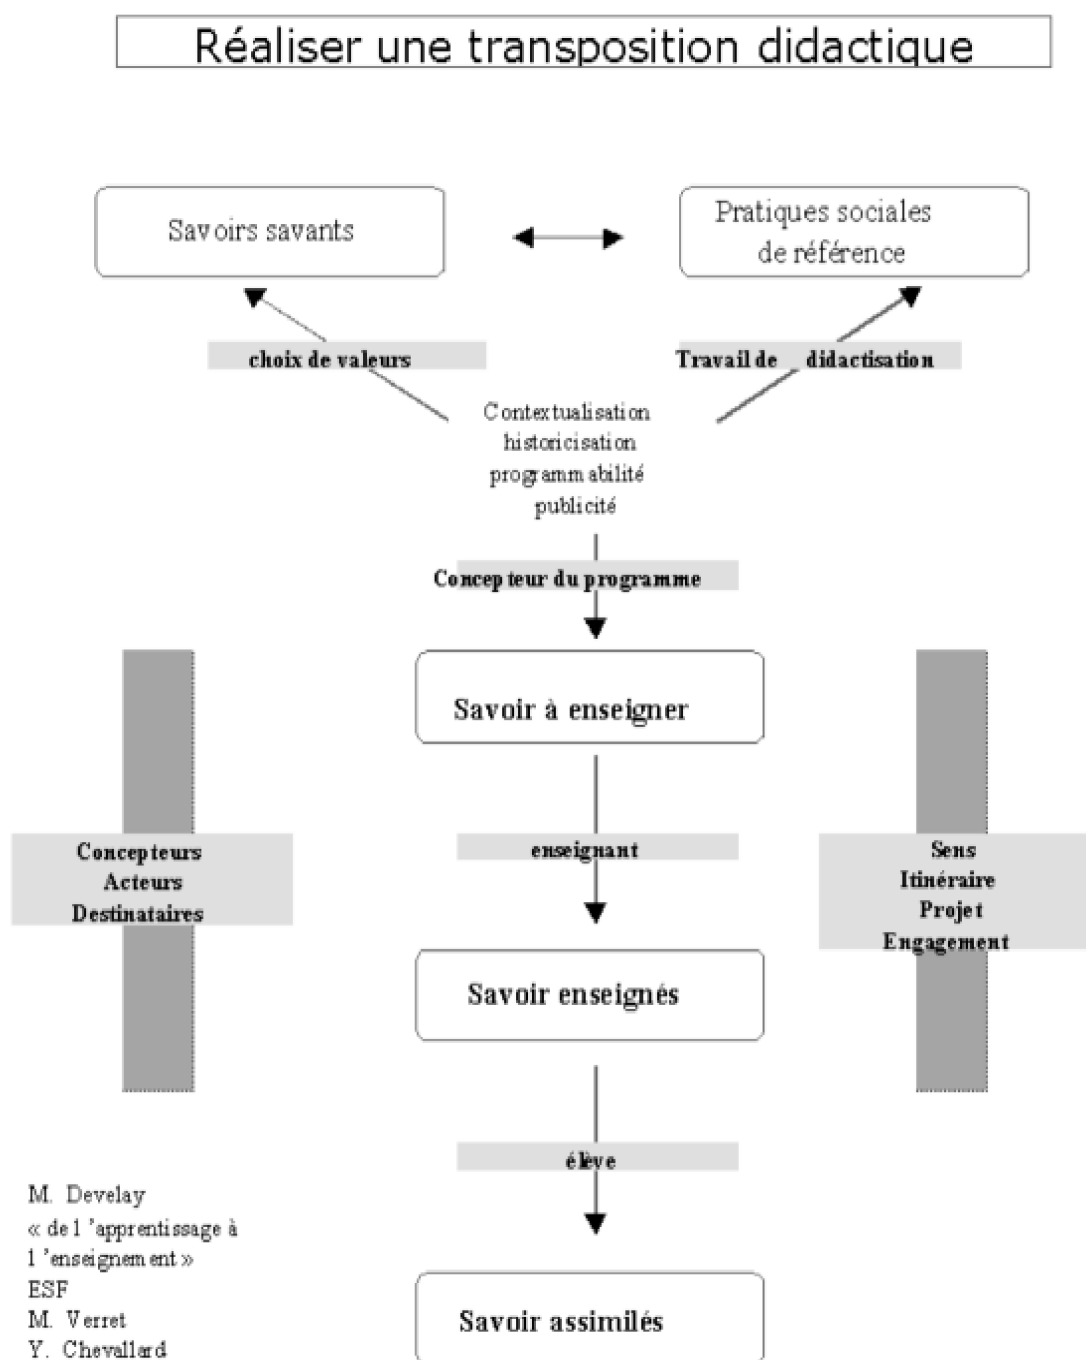 Réaliser une transposition didactique
Savoirs savants
Pratiques sociales
de référence
choix de valeurs
Travail de didactisation
Contextualisation
historicisation
programmabilité
publicité
Concepteur du programme
Savoir à enseigner
Concepteurs
Acteurs
Destinataires
enseignant
Sens
Itinéraire
Projet
Engagement
Savoir enseignés
élève
M. Develay
« de l ’apprentissage à
l ’enseignement »
ESF
M. Verret
Y. Chevallard
Savoir assimilés